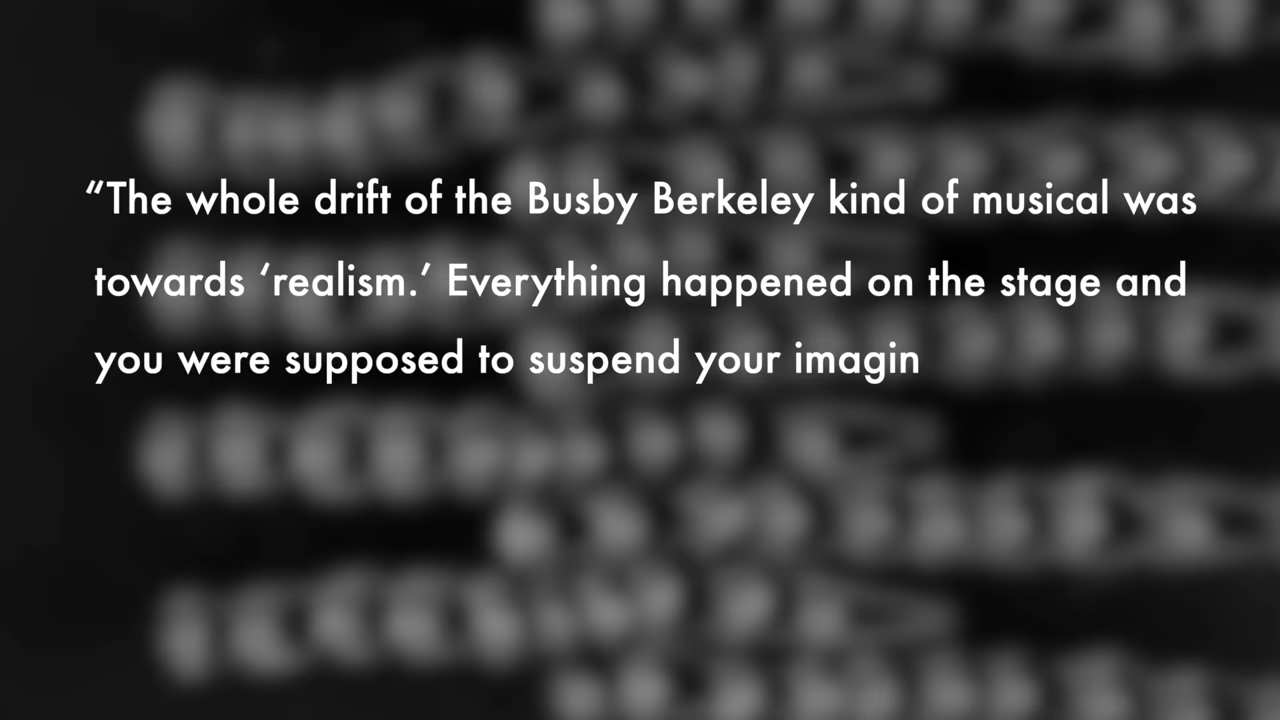 “The whole drift of the Busby Berkeley kind of musical was
towards ‘realism.’ Everything happened on the stage and
you were supposed to suspend your imagin